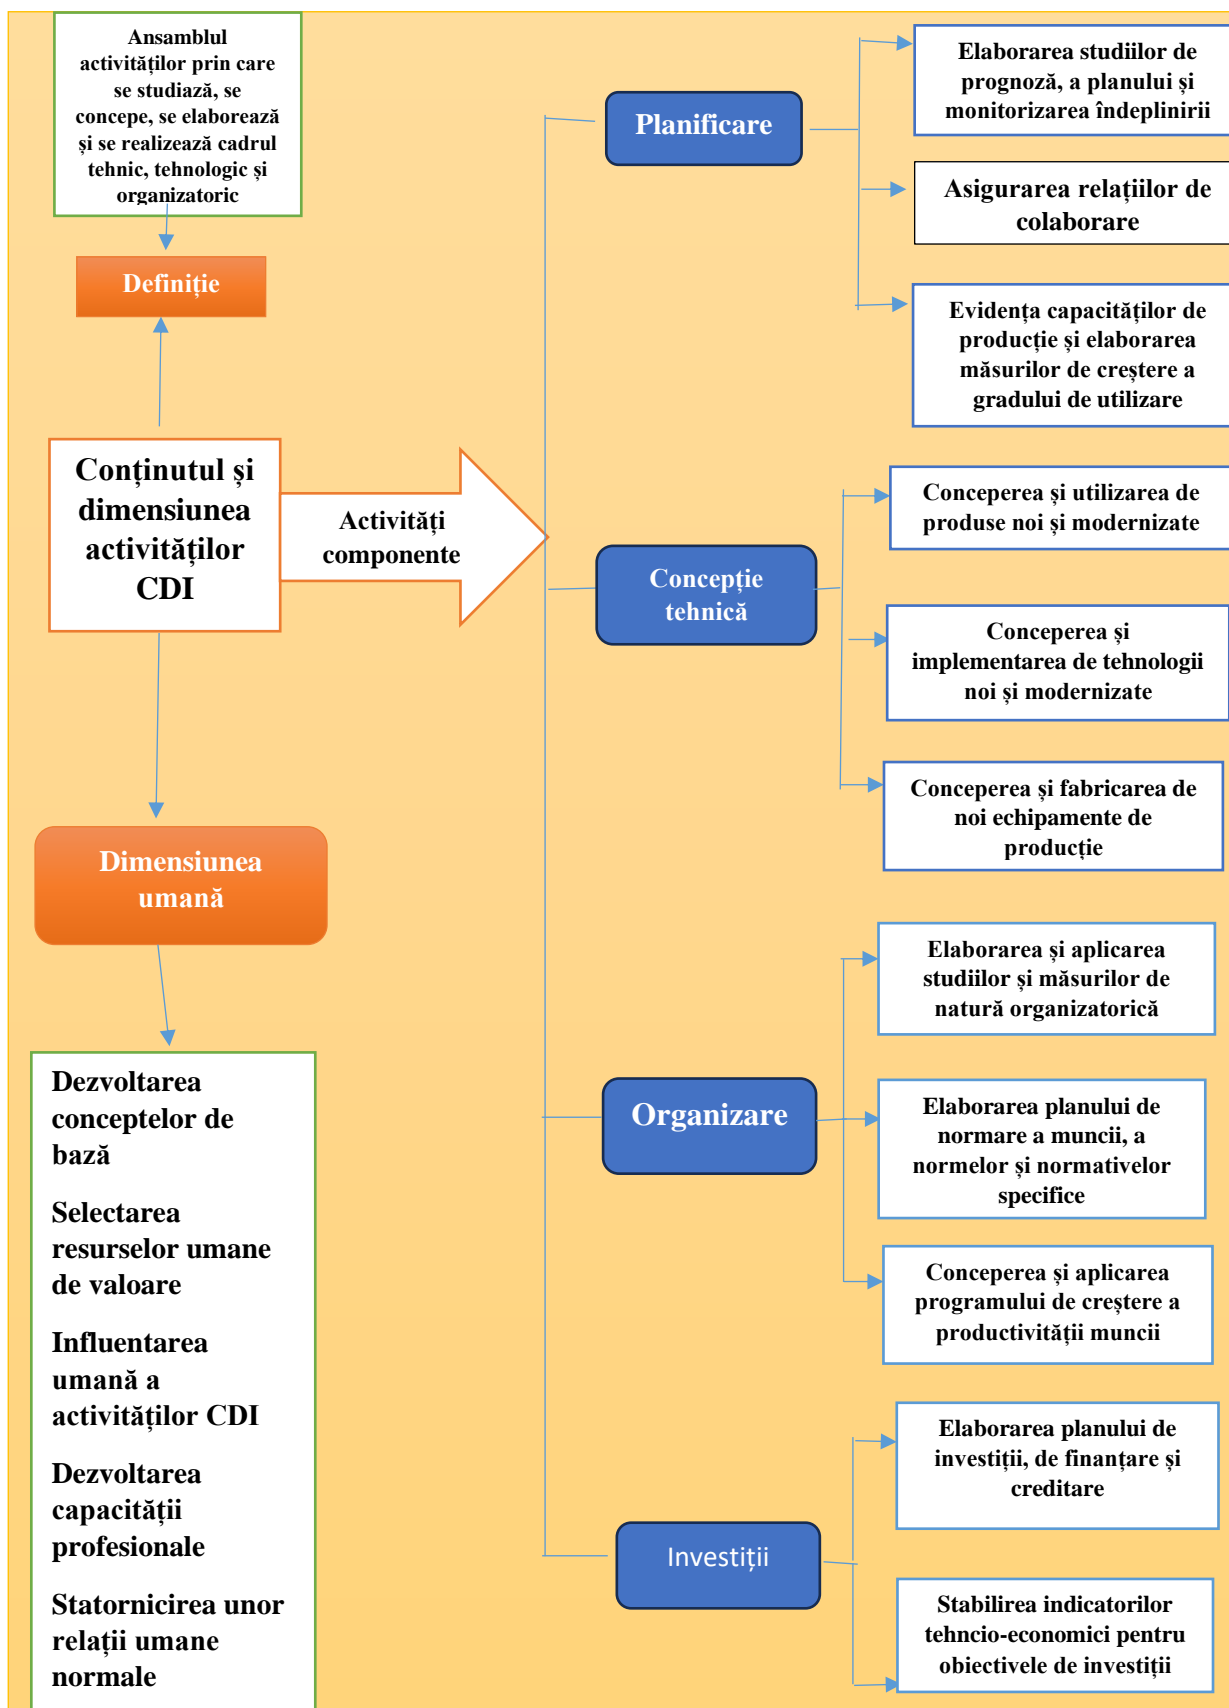 Ansamblul
activităților prin care
se studiază, se
concepe, se elaborează
și se realizează cadrul
tehnic, tehnologic și
organizatoric
Definiție
Conținutul și
dimensiunea
activităților
CDI
Activități
componente
Dimensiunea
umană
Dezvoltarea
conceptelor de
bază
Selectarea
resurselor umane
de valoare
Influentarea
umană a
activităților CDI
Dezvoltarea
capacității
profesionale
Statornicirea unor
relații umane
normale
Planificare
Elaborarea studiilor de
prognoză, a planului și
monitorizarea îndeplinirii
Asigurarea relațiilor de
colaborare
Evidența capacităților de
producție și elaborarea
măsurilor de creștere a
gradului de utilizare
Concepție
tehnică
Conceperea și utilizarea de
produse noi și modernizate
Conceperea și
implementarea de tehnologii
noi și modernizate
Conceperea și fabricarea de
noi echipamente de
producție
Organizare
Elaborarea și aplicarea
studiilor și măsurilor de
natură organizatorică
Elaborarea planului de
normare a muncii, a
normelor și normativelor
specifice
Conceperea și aplicarea
programului de creștere a
productivității muncii
Investiții
Elaborarea planului de
investiții, de finanțare și
creditare
Stabilirea indicatorilor
tehncio-economici pentru
obiectivele de investiții